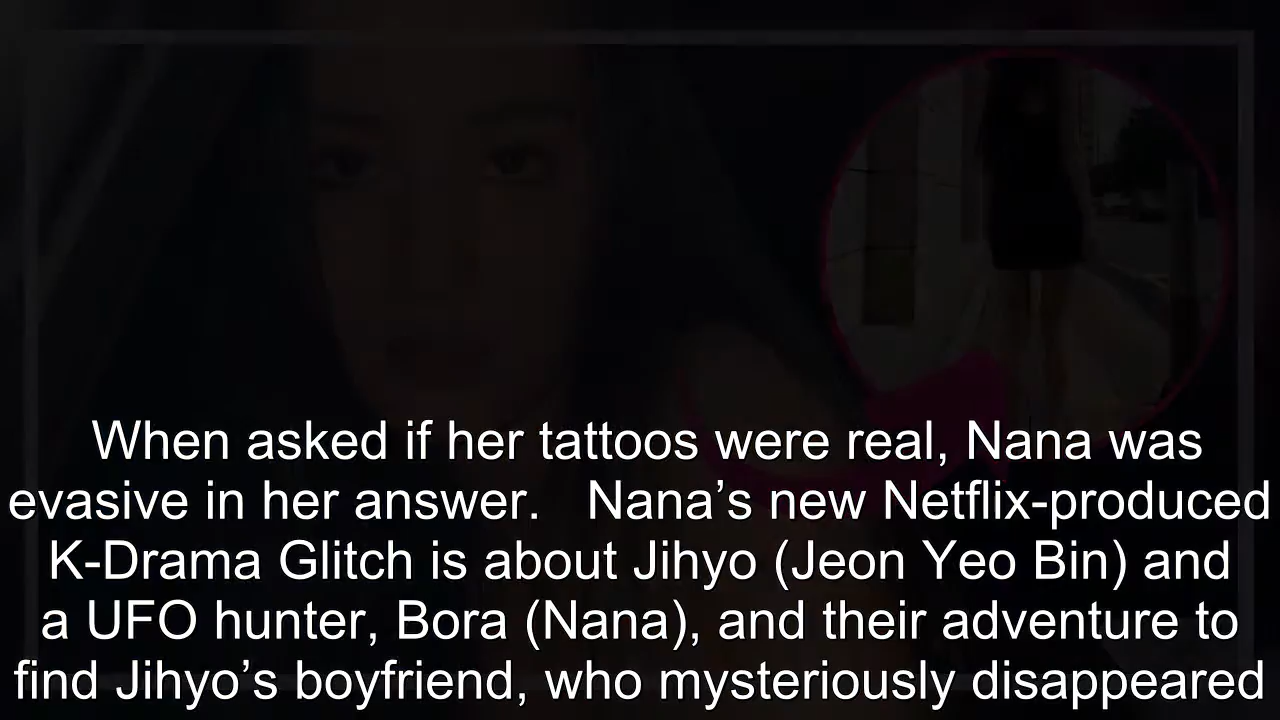 When asked if her tattoos were real, Nana was
evasive in her answer.   Nana’s new Netflix-produced
K-Drama Glitch is about Jihyo (Jeon Yeo Bin) and
a UFO hunter, Bora (Nana), and their adventure to
find Jihyo’s boyfriend, who mysteriously disappeared